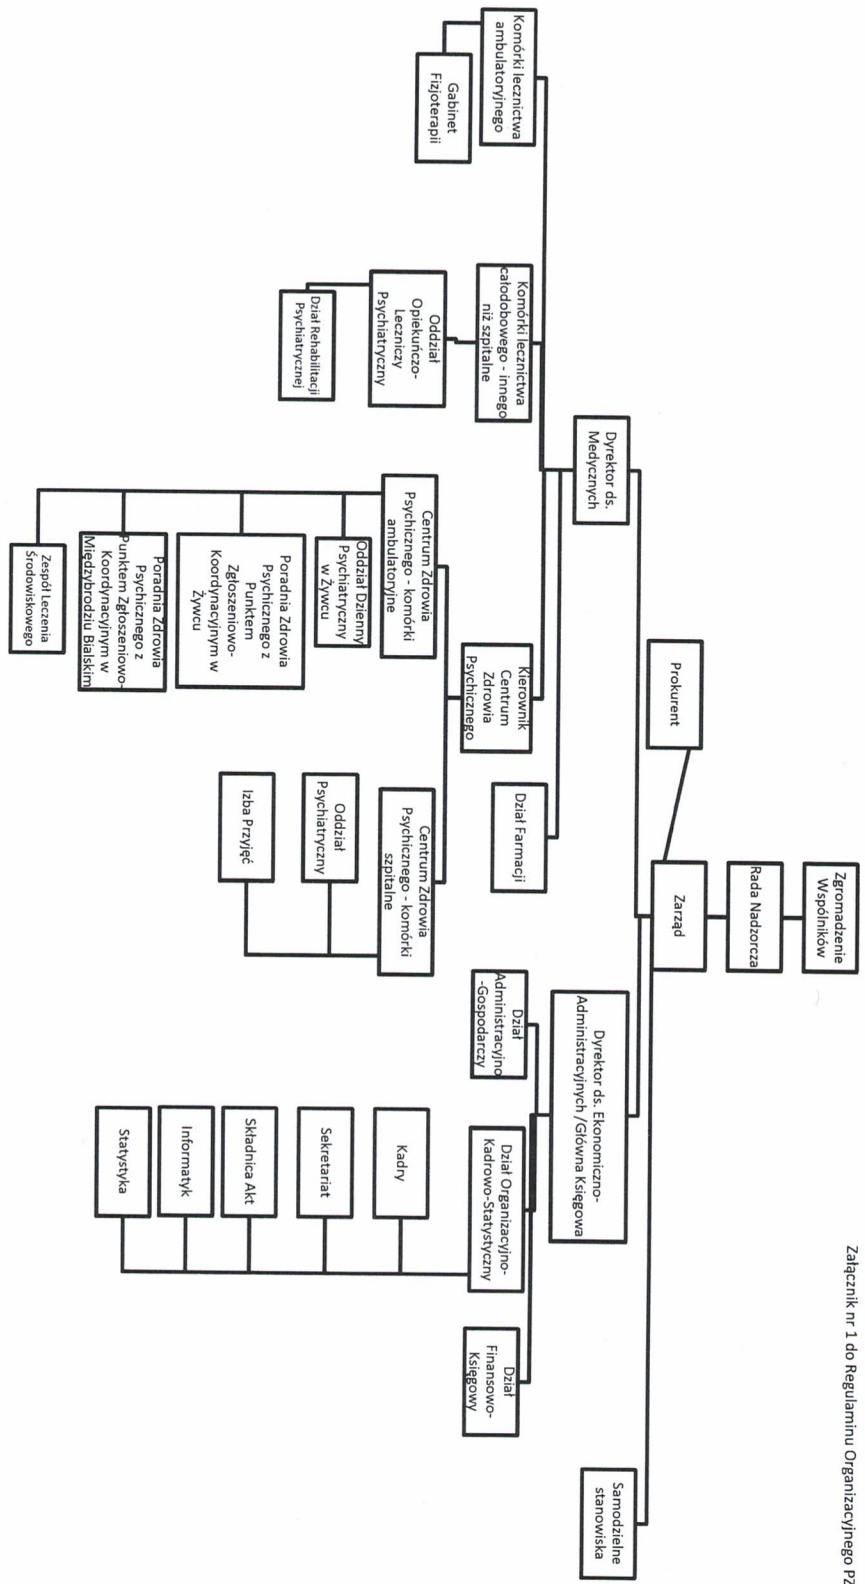 Załącznik nr 1 do Regulaminu Organizacyjnego PZ
Zgromadzenie
Wspólników
Rada Nadzorcza
Zarząd
Prokurent
Dyrektor ds.
Medycznych
Dyrektor ds. Ekonomiczno-
Administracyjnych /Główna Księgowa
Samodzielne
stanowiska
Komórki lecznictwa
ambulatoryjnego
Gabinet
Fizjoterapii
Komórki lecznictwa
całodobowego - innego
niż szpitalne
Oddział
Opiekuńczo-
Leczniczy
Psychiatryczny
Dział Rehabilitacji
Psychiatrycznej
Kierownik
Centrum
Zdrowia
Psychicznego
Dział Farmacji
Centrum Zdrowia
Psychicznego - komórki
ambulatoryjne
Oddział Dzienny
Psychiatryczny
w Żywcu
Poradnia Zdrowia
Psychicznego z
Punktem
Zgłoszeniowo-
Koordynacyjnym w
Żywcu
Poradnia Zdrowia
Psychicznego z
Punktem Zgłoszeniowo-
Koordynacyjnym w
Międzybrodziu Bialskim
Zespół Leczenia
Środowiskowego
Centrum Zdrowia
Psychicznego - komórki
szpitalne
Oddział
Psychiatryczny
Izba Przyjęć
Dział
Administracyjno
-Gospodarczy
Dział Organizacyjno-
Kadrowo-Statystyczny
Kadry
Sekretariat
Składnica Akt
Informatyk
Statystyka
Dział
Finansowo-
Księgowy